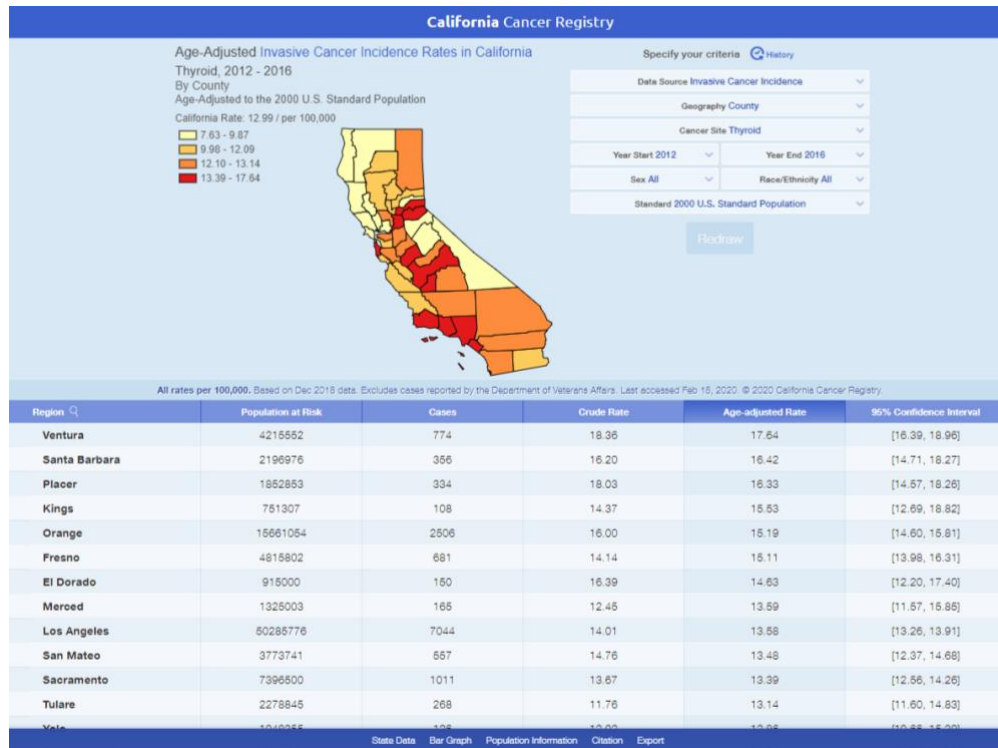 California Cancer Registry
Age-Adjusted Invasive Cancer Incidence Rates in California
Thyroid, 2012 - 2016
By County
Age-Adjusted to the 2000 U.S. Standard Population
California Rate: 12.99 / per 100,000
7.63 - 9.87
9.98 - 12.09
12.10 - 13.14
13.39 - 17.64
Specify your criteria History
Data Source Invasive Cancer Incidence
Geography County
Cancer Site Thyroid
Year Start 2012 Year End 2016
Sex All Race/Ethnicity All
Standard 2000 U.S. Standard Population
Redraw
All rates per 100,000. Based on Dec 2018 data. Excludes cases reported by the Department of Veterans Affairs. Last accessed Feb 16, 2020. © 2020 California Cancer Registry.
Region Population at Risk Cases Crude Rate Age-adjusted Rate 95% Confidence Interval
Ventura 4215552 774 18.36 17.64 [16.39, 18.96]
Santa Barbara 2196976 356 16.20 16.42 [14.71, 18.27]
Placer 1852853 334 18.03 16.33 [14.57, 18.26]
Kings 751307 108 14.37 15.53 [12.69, 18.82]
Orange 15661054 2506 16.00 15.19 [14.60, 15.81]
Fresno 4815802 681 14.14 15.11 [13.98, 16.31]
El Dorado 915000 150 16.39 14.63 [12.20, 17.40]
Merced 1325003 165 12.45 13.59 [11.57, 15.85]
Los Angeles 50285776 7044 14.01 13.58 [13.26, 13.91]
San Mateo 3773741 557 14.76 13.48 [12.37, 14.68]
Sacramento 7396500 1011 13.67 13.39 [12.56, 14.26]
Tulare 2278845 268 11.76 13.14 [11.60, 14.83]
Yolo
State Data Bar Graph Population Information Citation Export